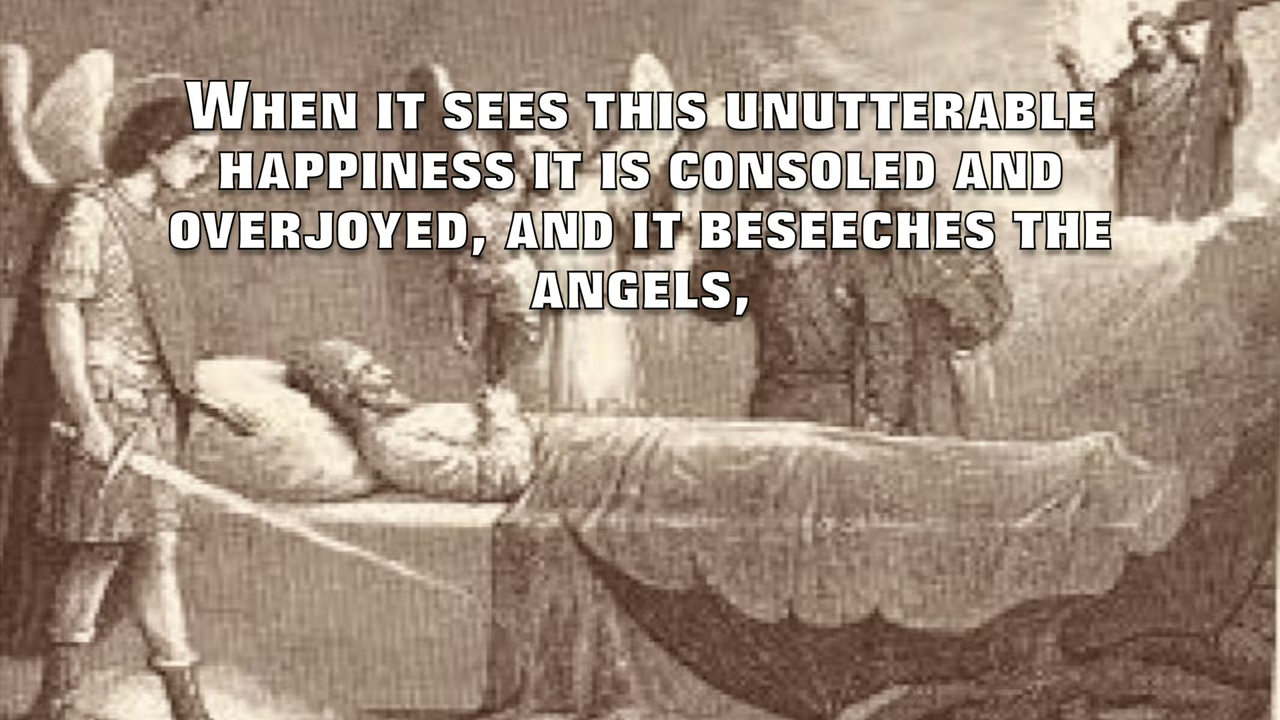 When it sees this unutterable
happiness it is consoled and
overjoyed, and it beseeches the
angels,